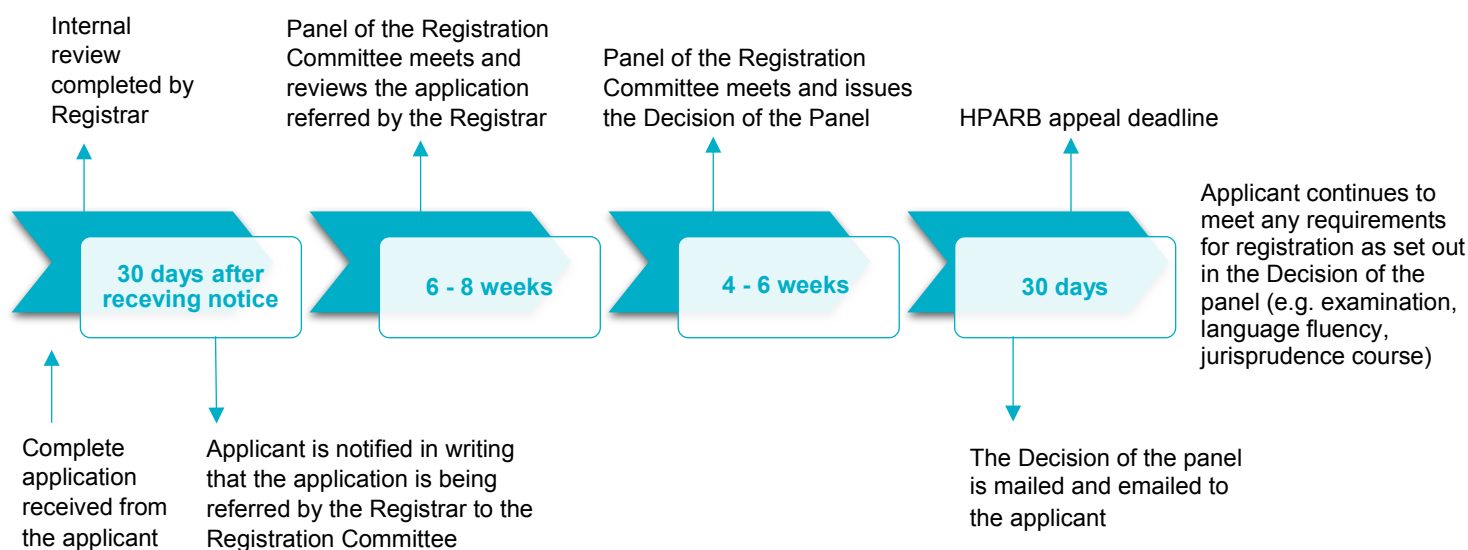 Internal
review
completed by
Registrar
Panel of the Registration
Committee meets and
reviews the application
referred by the Registrar
Panel of the Registration
Committee meets and issues
the Decision of the Panel
HPARB appeal deadline
30 days after
receving notice
6 - 8 weeks
4 - 6 weeks
30 days
Applicant continues to
meet any requirements
for registration as set out
in the Decision of the
panel (e.g. examination,
language fluency,
jurisprudence course)
Complete
application
received from
the applicant
Applicant is notified in writing
that the application is being
referred by the Registrar to the
Registration Committee
The Decision of the panel
is mailed and emailed to
the applicant